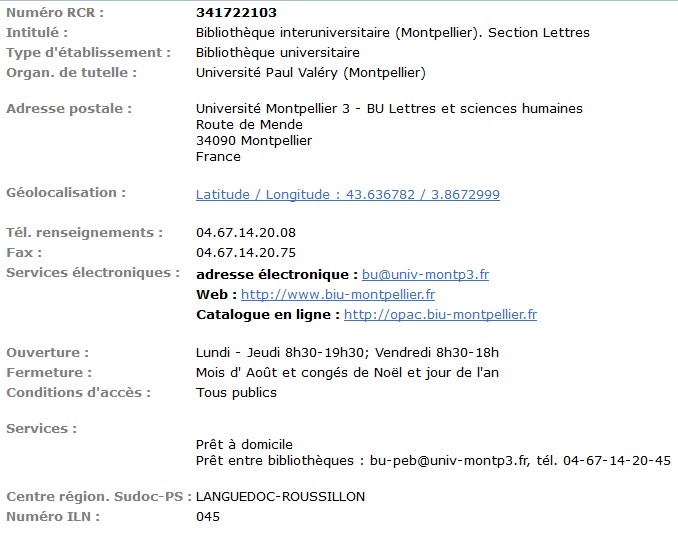 Numéro RCR : 341722103
Intitulé : Bibliothèque interuniversitaire (Montpellier). Section Lettres
Type d'établissement : Bibliothèque universitaire
Organ. de tutelle : Université Paul Valéry (Montpellier)
Adresse postale : Université Montpellier 3 - BU Lettres et sciences humaines
Route de Mende
34090 Montpellier
France
Géolocalisation : Latitude / Longitude : 43.636782 / 3.8672999
Tél. renseignements : 04.67.14.20.08
Fax : 04.67.14.20.75
Services électroniques : adresse électronique : bu@univ-montp3.fr
Web : http://www.biu-montpellier.fr
Catalogue en ligne : http://opac.biu-montpellier.fr
Ouverture : Lundi - Jeudi 8h30-19h30; Vendredi 8h30-18h
Fermeture : Mois d' Août et congés de Noël et jour de l'an
Conditions d'accès : Tous publics
Services :
Prêt à domicile
Prêt entre bibliothèques : bu-peb@univ-montp3.fr, tél. 04-67-14-20-45
Centre région. Sudoc-PS : LANGUEDOC-ROUSSILLON
Numéro ILN : 045